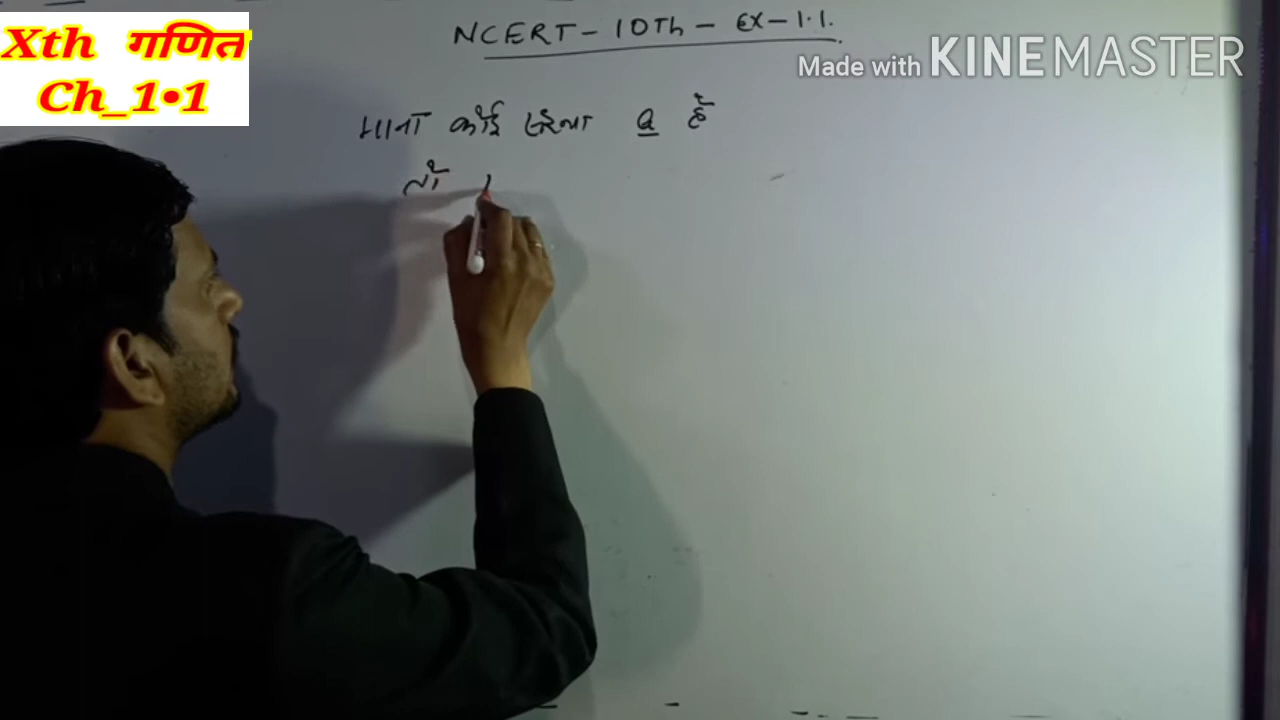 Xth गणित
Ch_1•1
NCERT - 10Th - EX - 1.1.
Made with KINEMASTER
माना कोई संख्या a है
तो